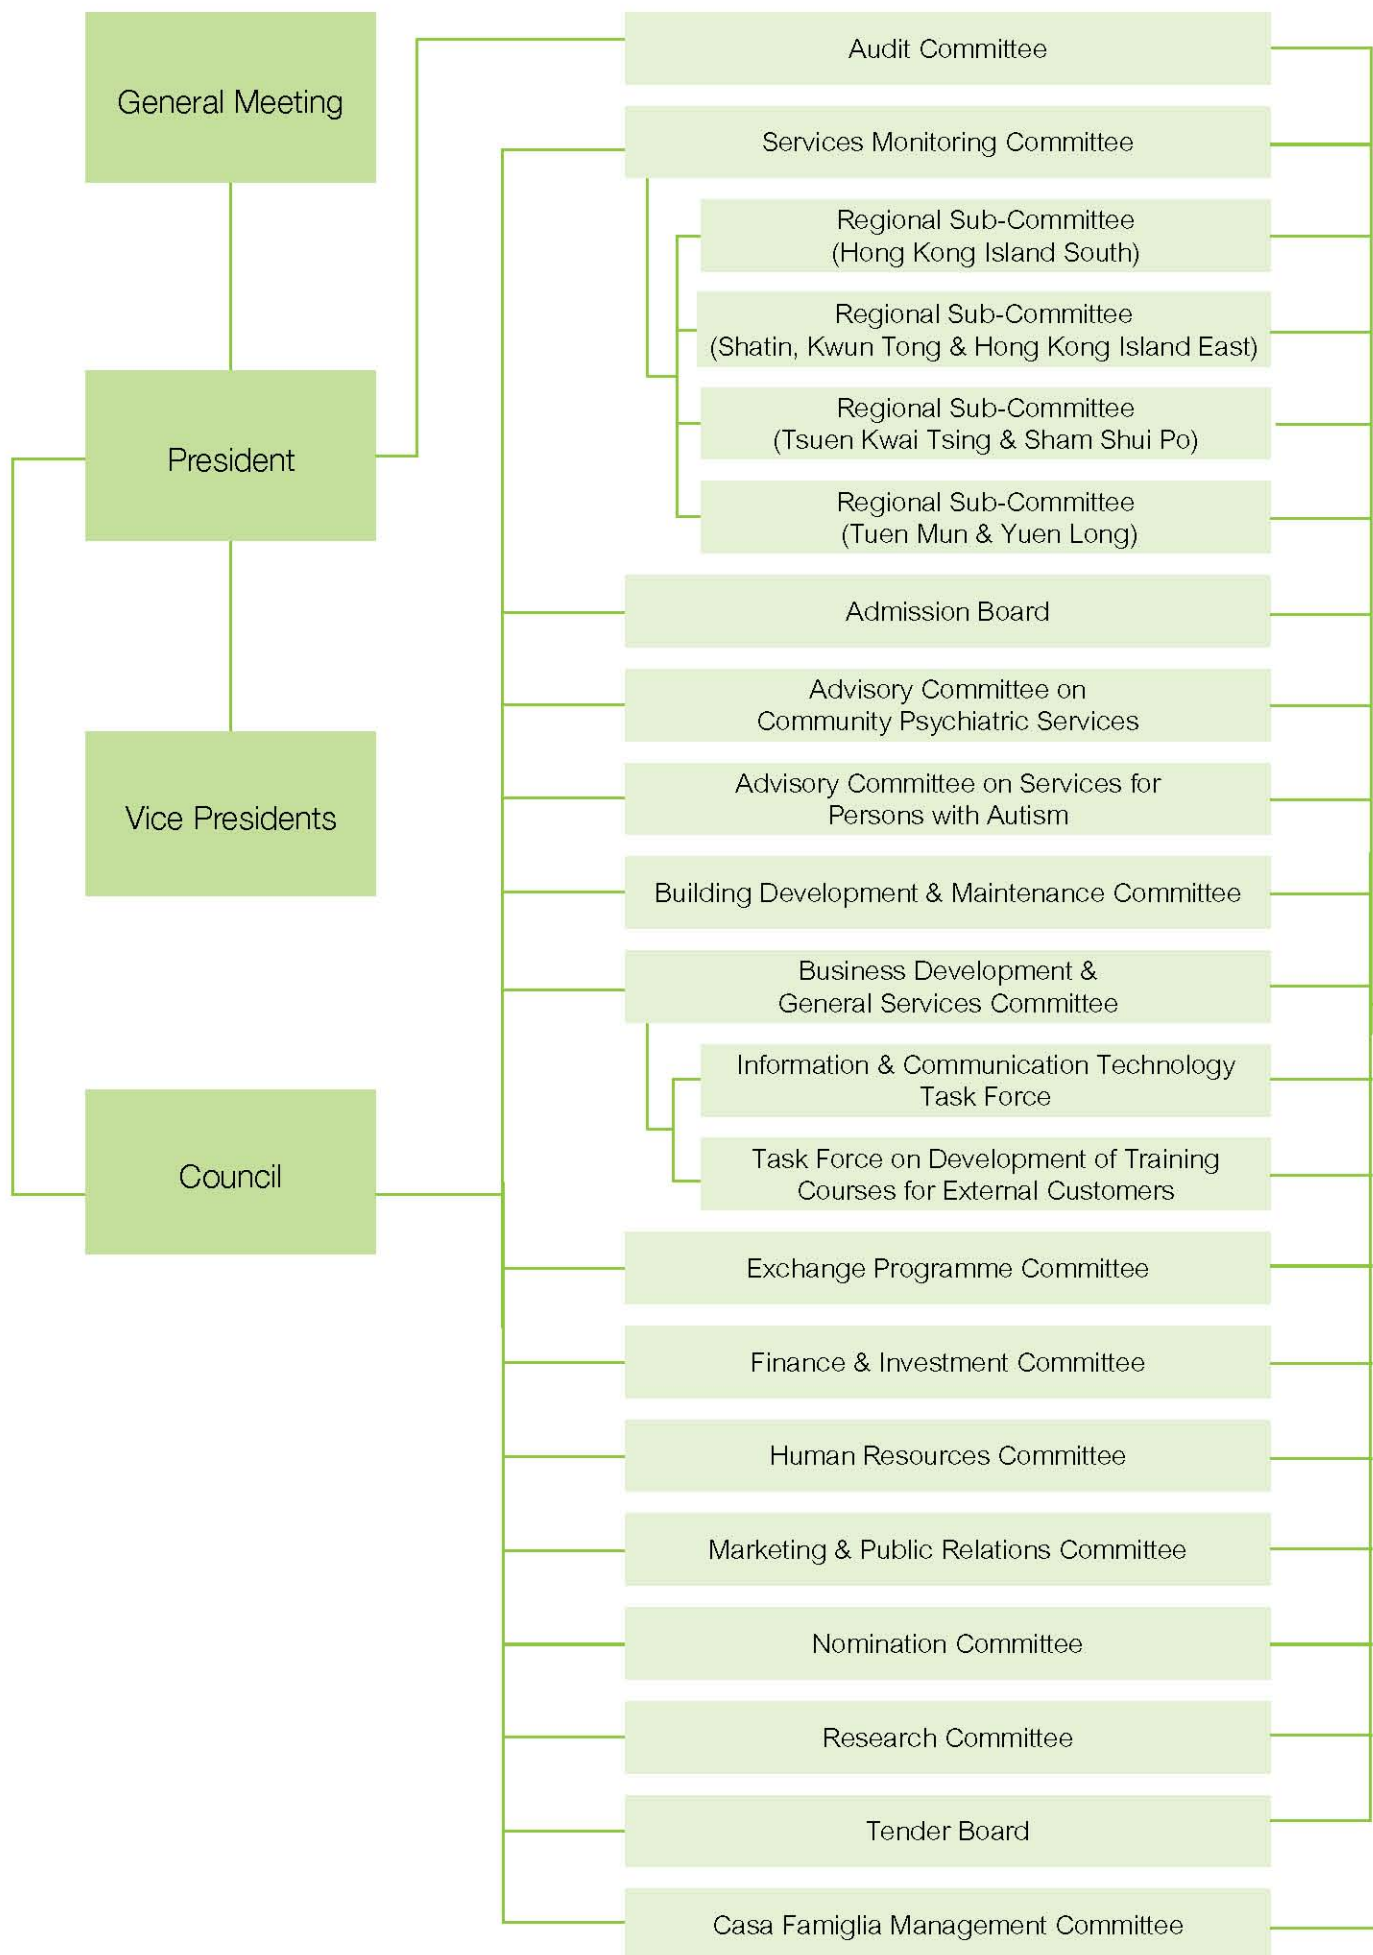 General Meeting
President
Vice Presidents
Council
Audit Committee
Services Monitoring Committee
Regional Sub-Committee
(Hong Kong Island South)
Regional Sub-Committee
(Shatin, Kwun Tong & Hong Kong Island East)
Regional Sub-Committee
(Tsuen Kwai Tsing & Sham Shui Po)
Regional Sub-Committee
(Tuen Mun & Yuen Long)
Admission Board
Advisory Committee on
Community Psychiatric Services
Advisory Committee on Services for
Persons with Autism
Building Development & Maintenance Committee
Business Development &
General Services Committee
Information & Communication Technology
Task Force
Task Force on Development of Training
Courses for External Customers
Exchange Programme Committee
Finance & Investment Committee
Human Resources Committee
Marketing & Public Relations Committee
Nomination Committee
Research Committee
Tender Board
Casa Famiglia Management Committee